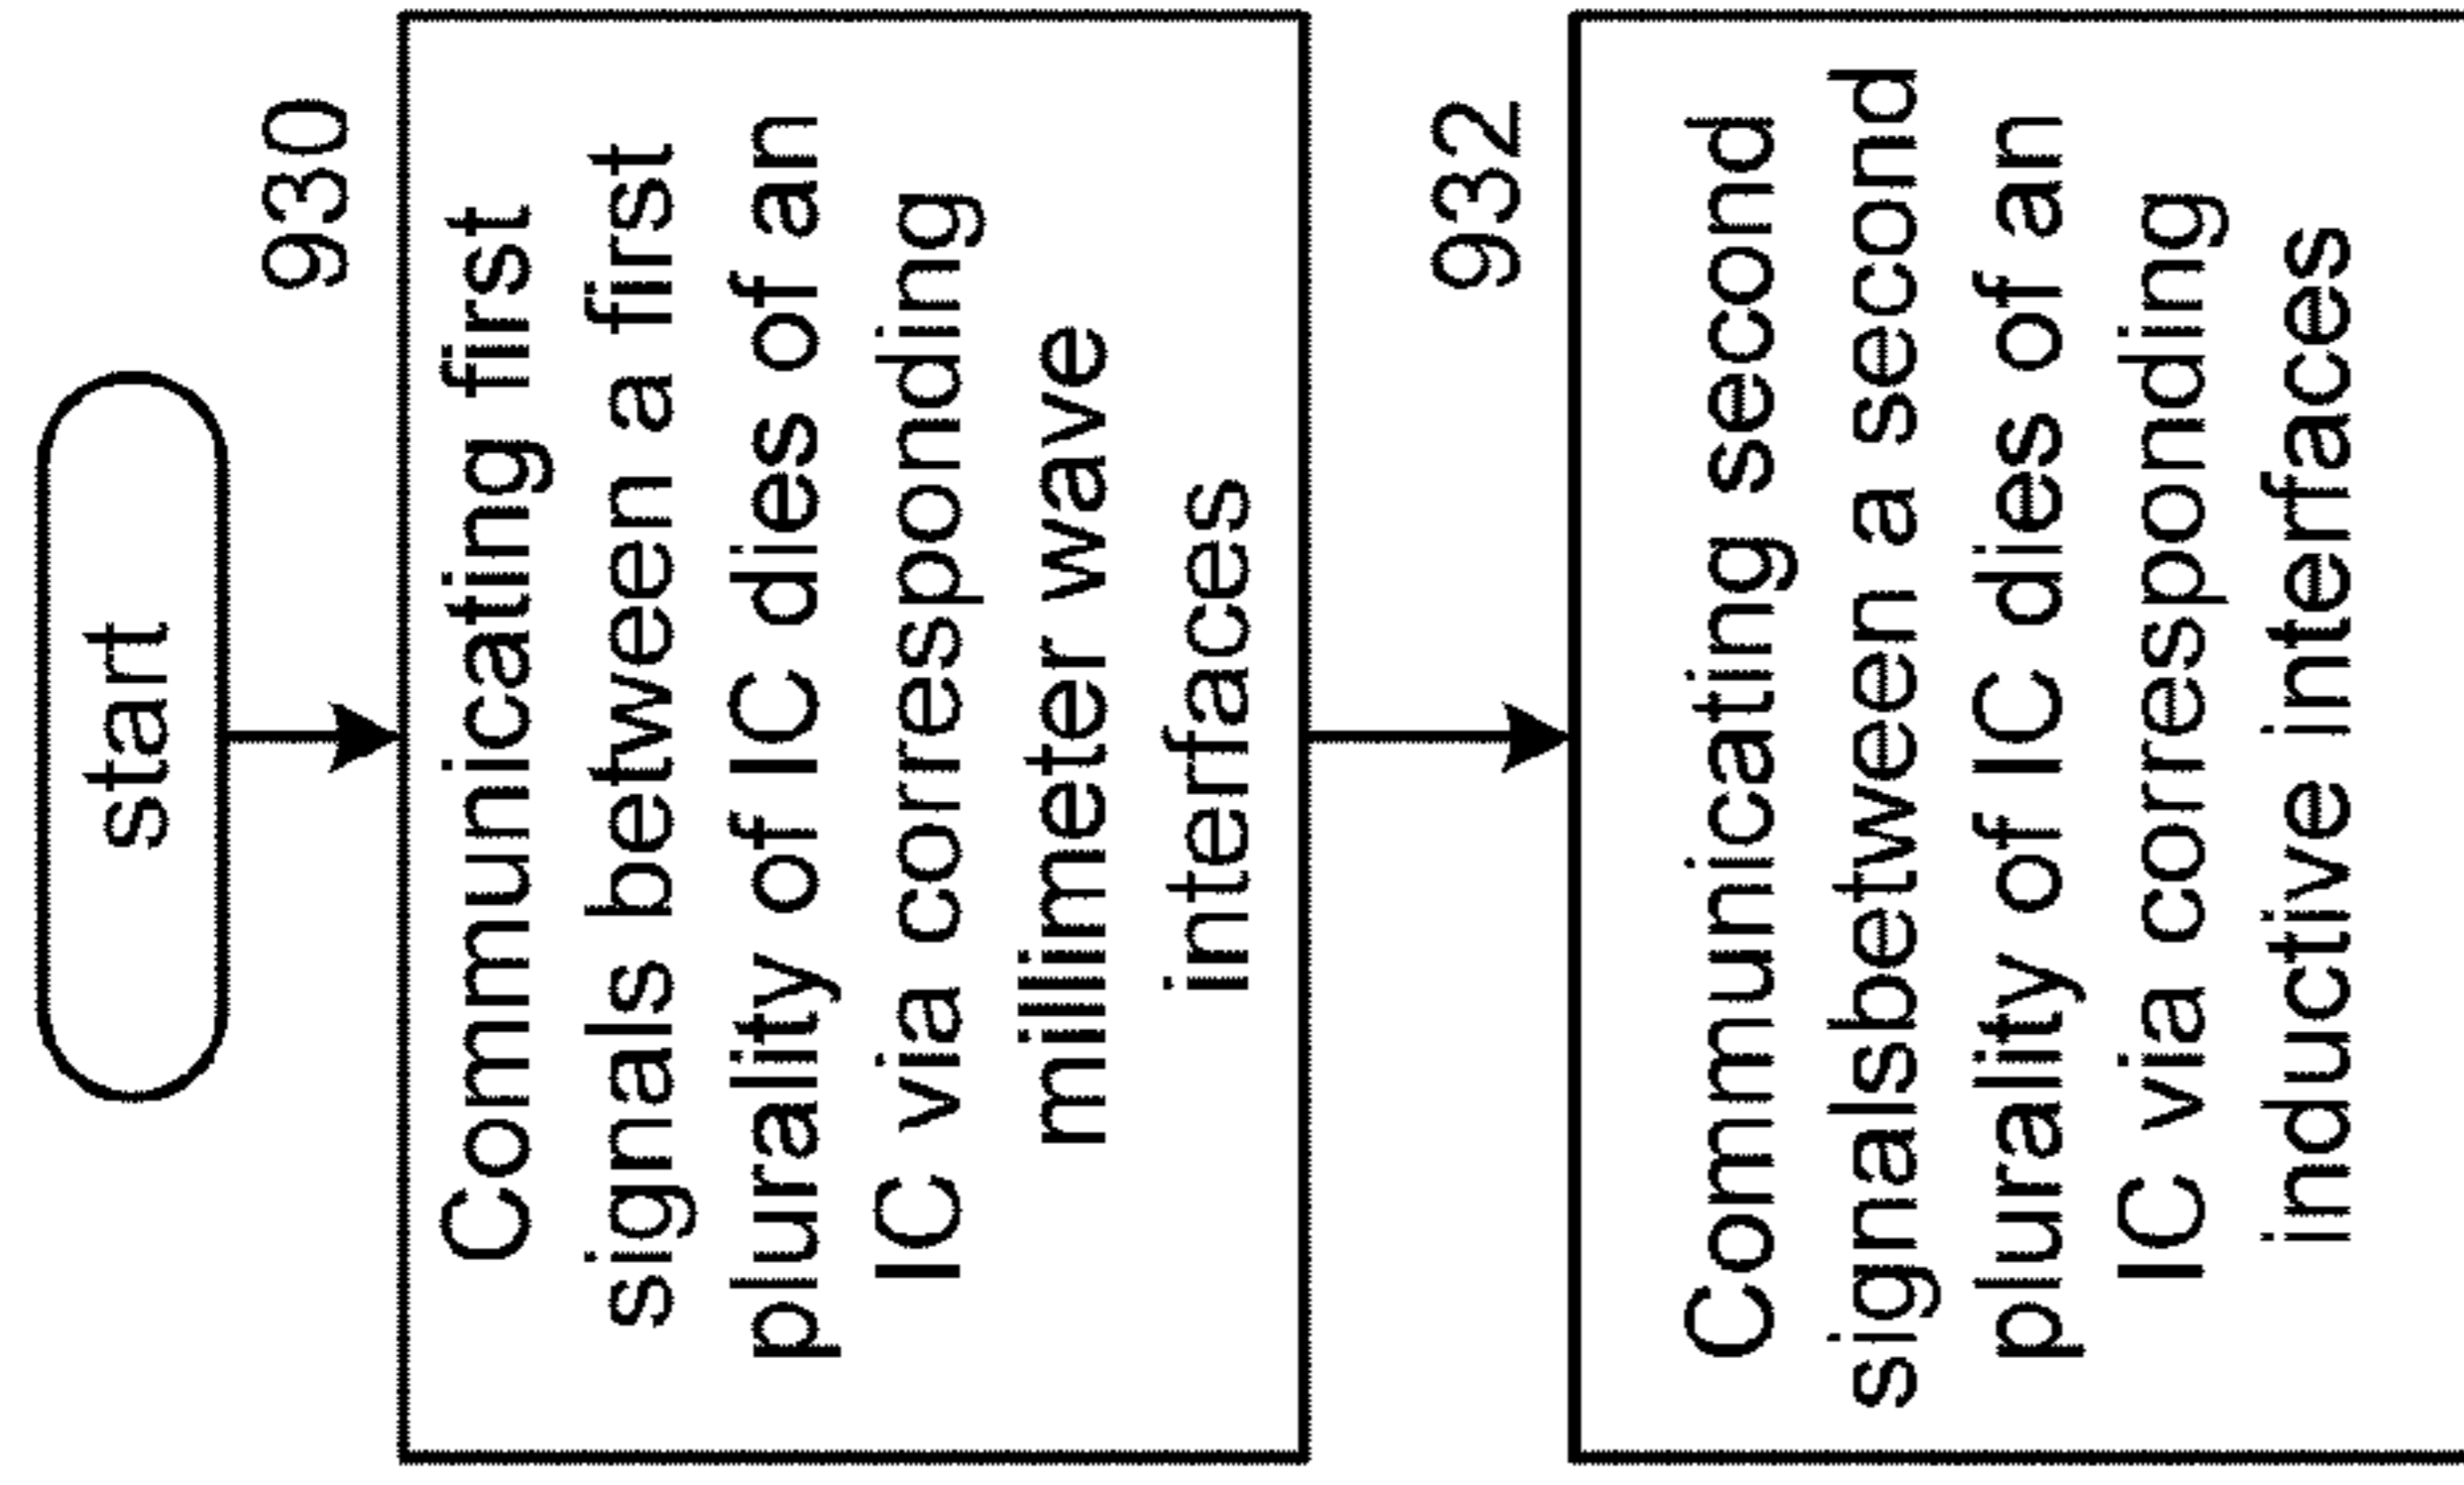 start
930
Communicating first
signals between a first
plurality of IC dies of an
IC via corresponding
millimeter wave
interfaces
932
Communicating second
signalsbetween a second
plurality of IC dies of an
IC via corresponding
inductive interfaces